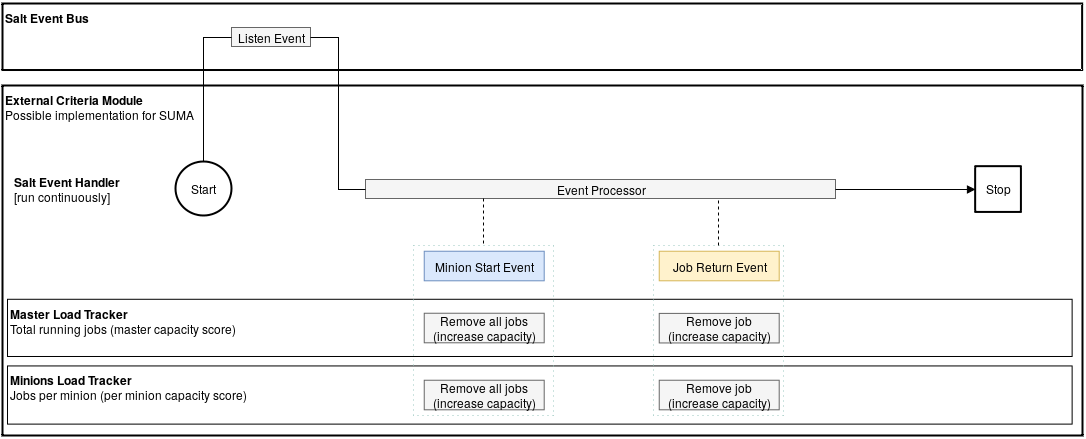 Salt Event Bus
Listen Event
External Criteria Module
Possible implementation for SUMA
Salt Event Handler
[run continuously]
Start
Event Processor
Stop
Minion Start Event
Job Return Event
Master Load Tracker
Total running jobs (master capacity score)
Remove all jobs
(increase capacity)
Remove job
(increase capacity)
Minions Load Tracker
Jobs per minion (per minion capacity score)
Remove all jobs
(increase capacity)
Remove job
(increase capacity)